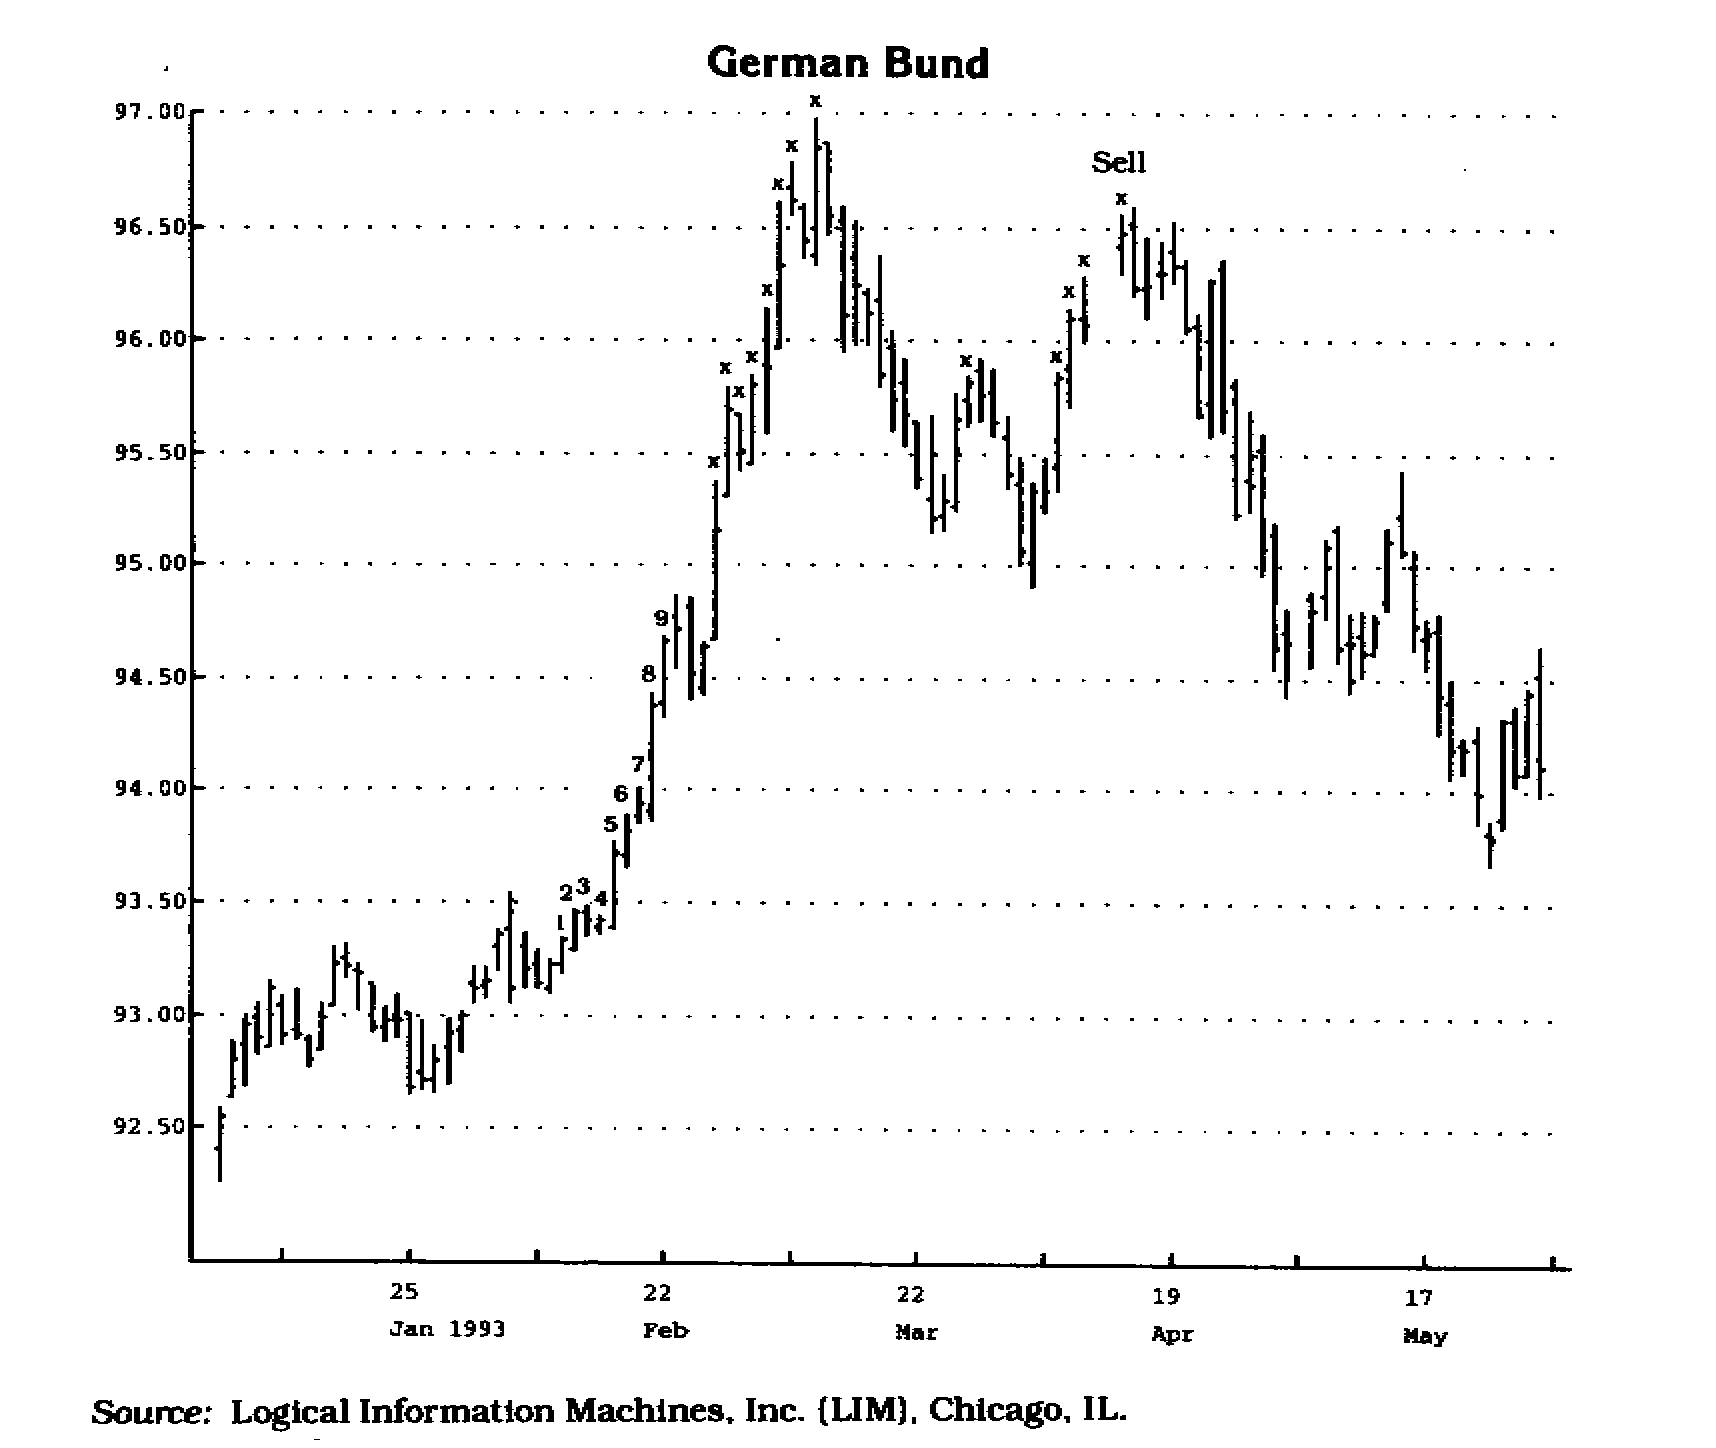 German Bund
97.00
96.50
96.00
95.50
95.00
94.50
94.00
93.50
93.00
92.50
x
x
x
x
x
x
x
x
Sell
x
x
x
x
x
x
9
8
7
6
5
2 3 4
1
25 22 22 19 17
Jan 1993 Feb Mar Apr May
Source: Logical Information Machines, Inc. (LIM), Chicago, IL.